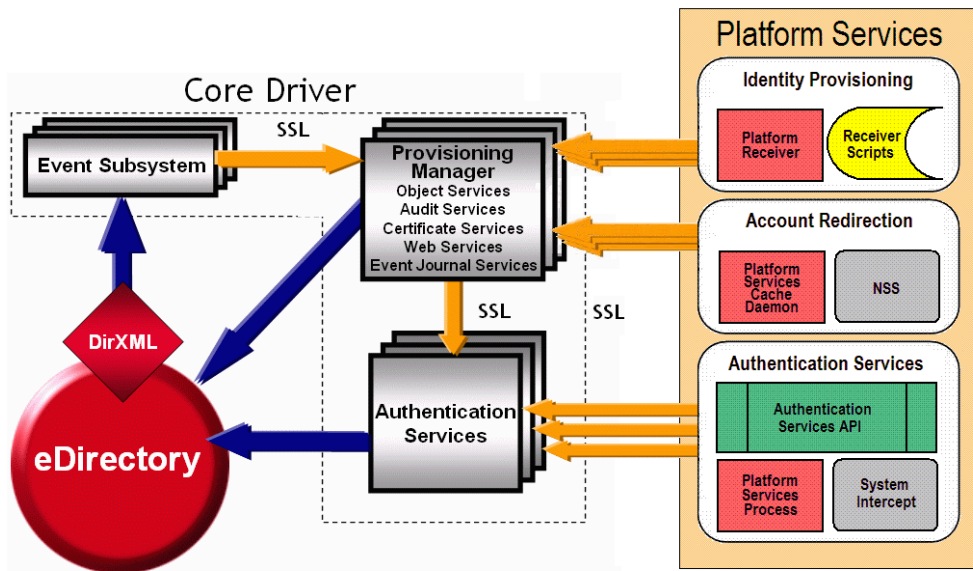 Core Driver
SSL
Event Subsystem
Provisioning
Manager
Object Services
Audit Services
Certificate Services
Web Services
Event Journal Services
SSL
SSL
Authentication
Services
DirXML
eDirectory
Platform Services
Identity Provisioning
Platform
Receiver
Receiver
Scripts
Account Redirection
Platform
Services
Cache
Daemon
NSS
Authentication Services
Authentication
Services API
Platform
Services
Process
System
Intercept